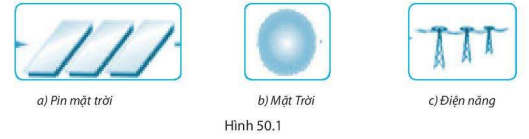 a) Pin mặt trời
b) Mặt Trời
c) Điện năng
Hình 50.1